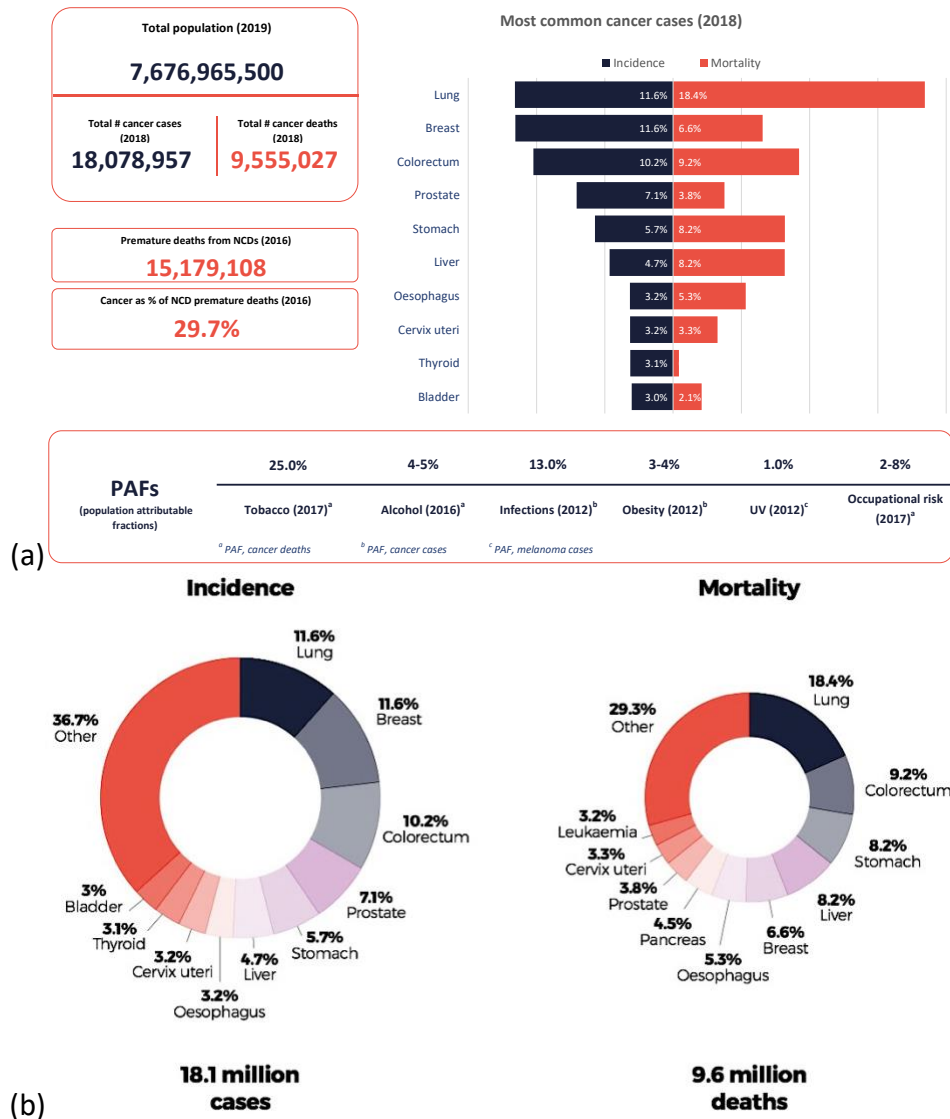 Total population (2019)
7,676,965,500
Total # cancer cases
(2018)
18,078,957
Total # cancer deaths
(2018)
9,555,027
Premature deaths from NCDs (2016)
15,179,108
Cancer as % of NCD premature deaths (2016)
29.7%
Most common cancer cases (2018)
Incidence Mortality
Lung 11.6% 18.4%
Breast 11.6% 6.6%
Colorectum 10.2% 9.2%
Prostate 7.1% 3.8%
Stomach 5.7% 8.2%
Liver 4.7% 8.2%
Oesophagus 3.2% 5.3%
Cervix uteri 3.2% 3.3%
Thyroid 3.1%
Bladder 3.0% 2.1%
PAFs
(population attributable
fractions)
25.0% 4-5% 13.0% 3-4% 1.0% 2-8%
Tobacco (2017)a Alcohol (2016)a Infections (2012)b Obesity (2012)b UV (2012)c Occupational risk
(2017)a
a PAF, cancer deaths b PAF, cancer cases c PAF, melanoma cases
(a)
Incidence
11.6%
Lung
11.6%
Breast
10.2%
Colorectum
7.1%
Prostate
5.7%
Stomach
4.7%
Liver
3.2%
Oesophagus
3.2%
Cervix uteri
3.1%
Thyroid
3%
Bladder
36.7%
Other
18.1 million
cases
Mortality
18.4%
Lung
9.2%
Colorectum
8.2%
Stomach
8.2%
Liver
6.6%
Breast
5.3%
Oesophagus
4.5%
Pancreas
3.8%
Prostate
3.3%
Cervix uteri
3.2%
Leukaemia
29.3%
Other
9.6 million
deaths
(b)